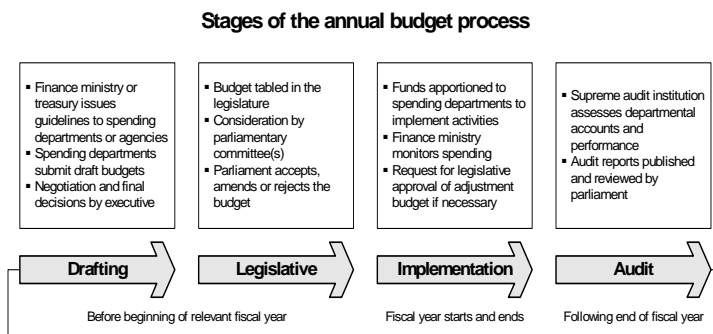 Stages of the annual budget process
▪ Finance ministry or
treasury issues
guidelines to spending
departments or agencies
▪ Spending departments
submit draft budgets
▪ Negotiation and final
decisions by executive
▪ Budget tabled in the
legislature
▪ Consideration by
parliamentary
committee(s)
▪ Parliament accepts,
amends or rejects the
budget
▪ Funds apportioned to
spending departments to
implement activities
▪ Finance ministry
monitors spending
▪ Request for legislative
approval of adjustment
budget if necessary
▪ Supreme audit institution
assesses departmental
accounts and
performance
▪ Audit reports published
and reviewed by
parliament
Drafting
Legislative
Implementation
Audit
Before beginning of relevant fiscal year
Fiscal year starts and ends
Following end of fiscal year